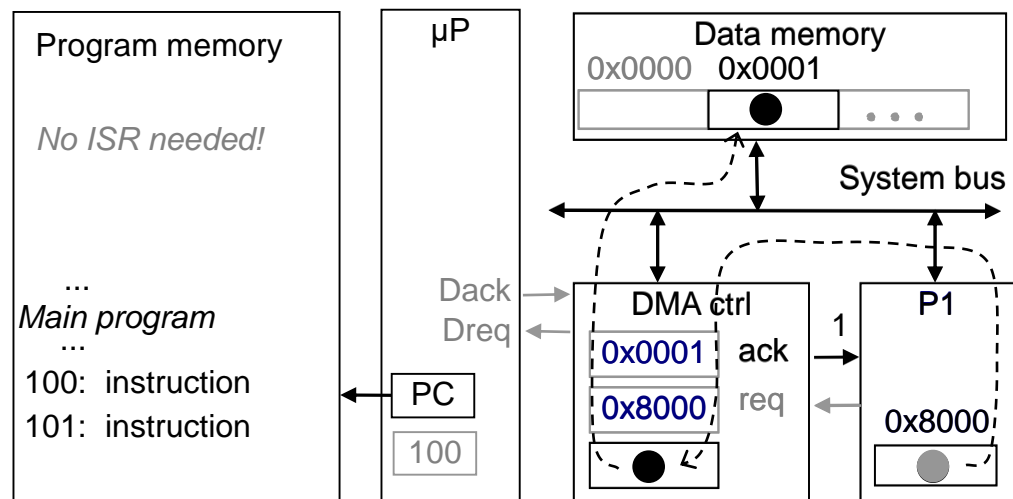 Program memory
No ISR needed!
...
Main program
...
100: instruction
101: instruction
µP
Dack
Dreq
PC
100
Data memory
0x0000 0x0001
...
System bus
DMA ctrl
0x0001 ack
0x8000 req
1
P1
0x8000